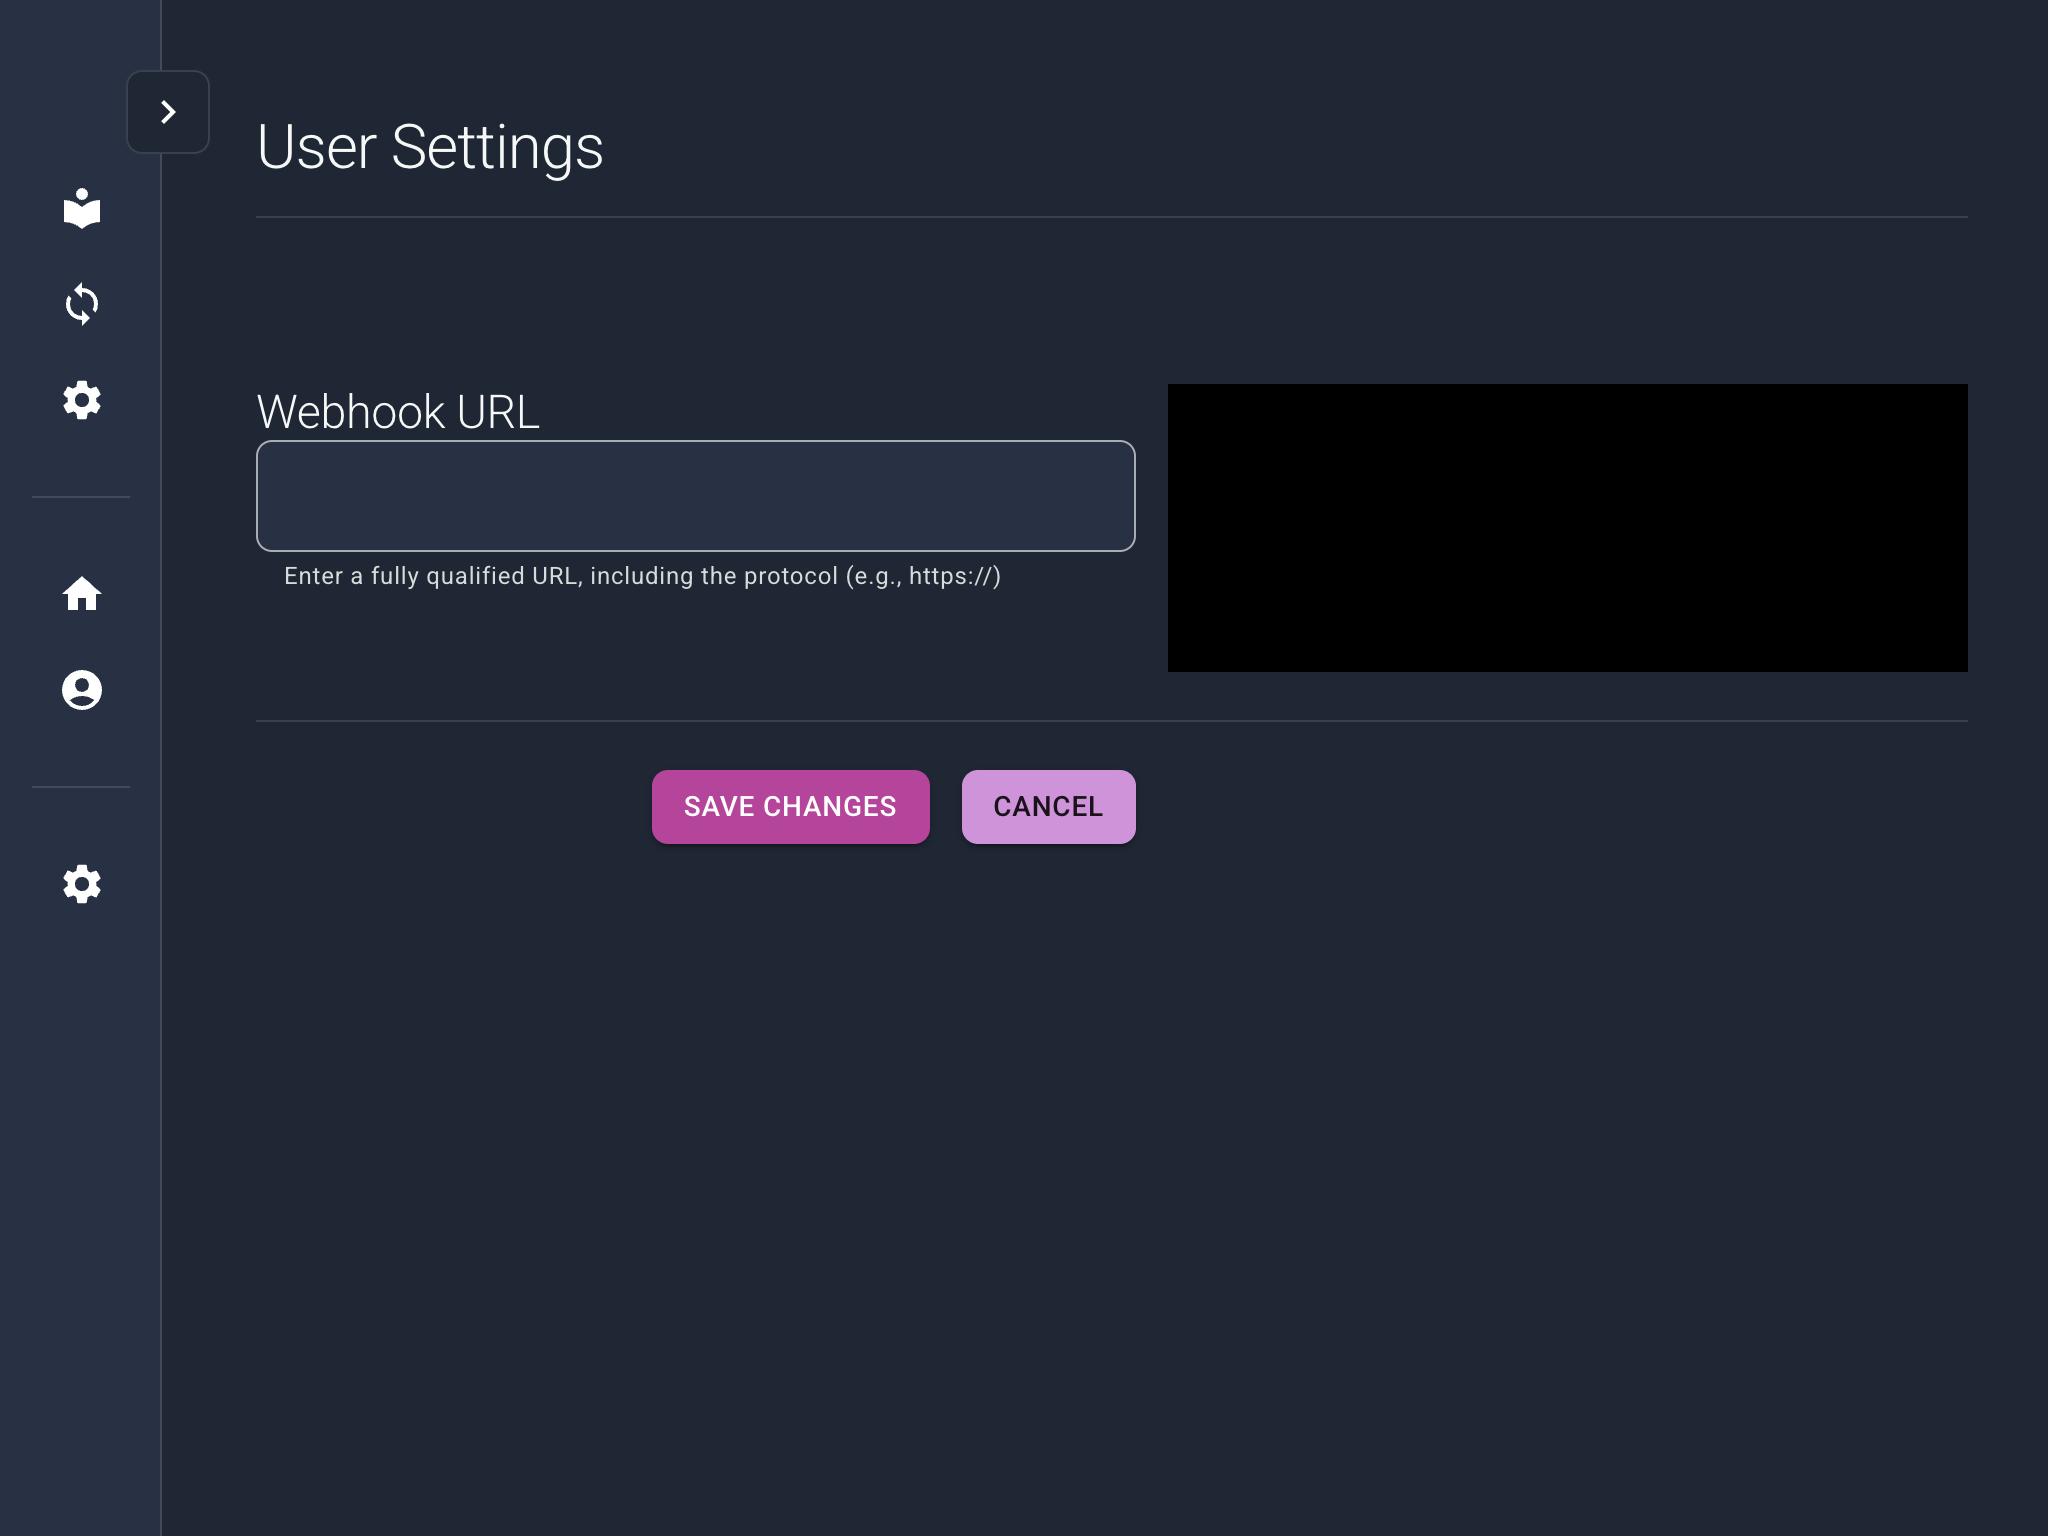 User Settings
Webhook URL
Enter a fully qualified URL, including the protocol (e.g., https://)
SAVE CHANGES
CANCEL